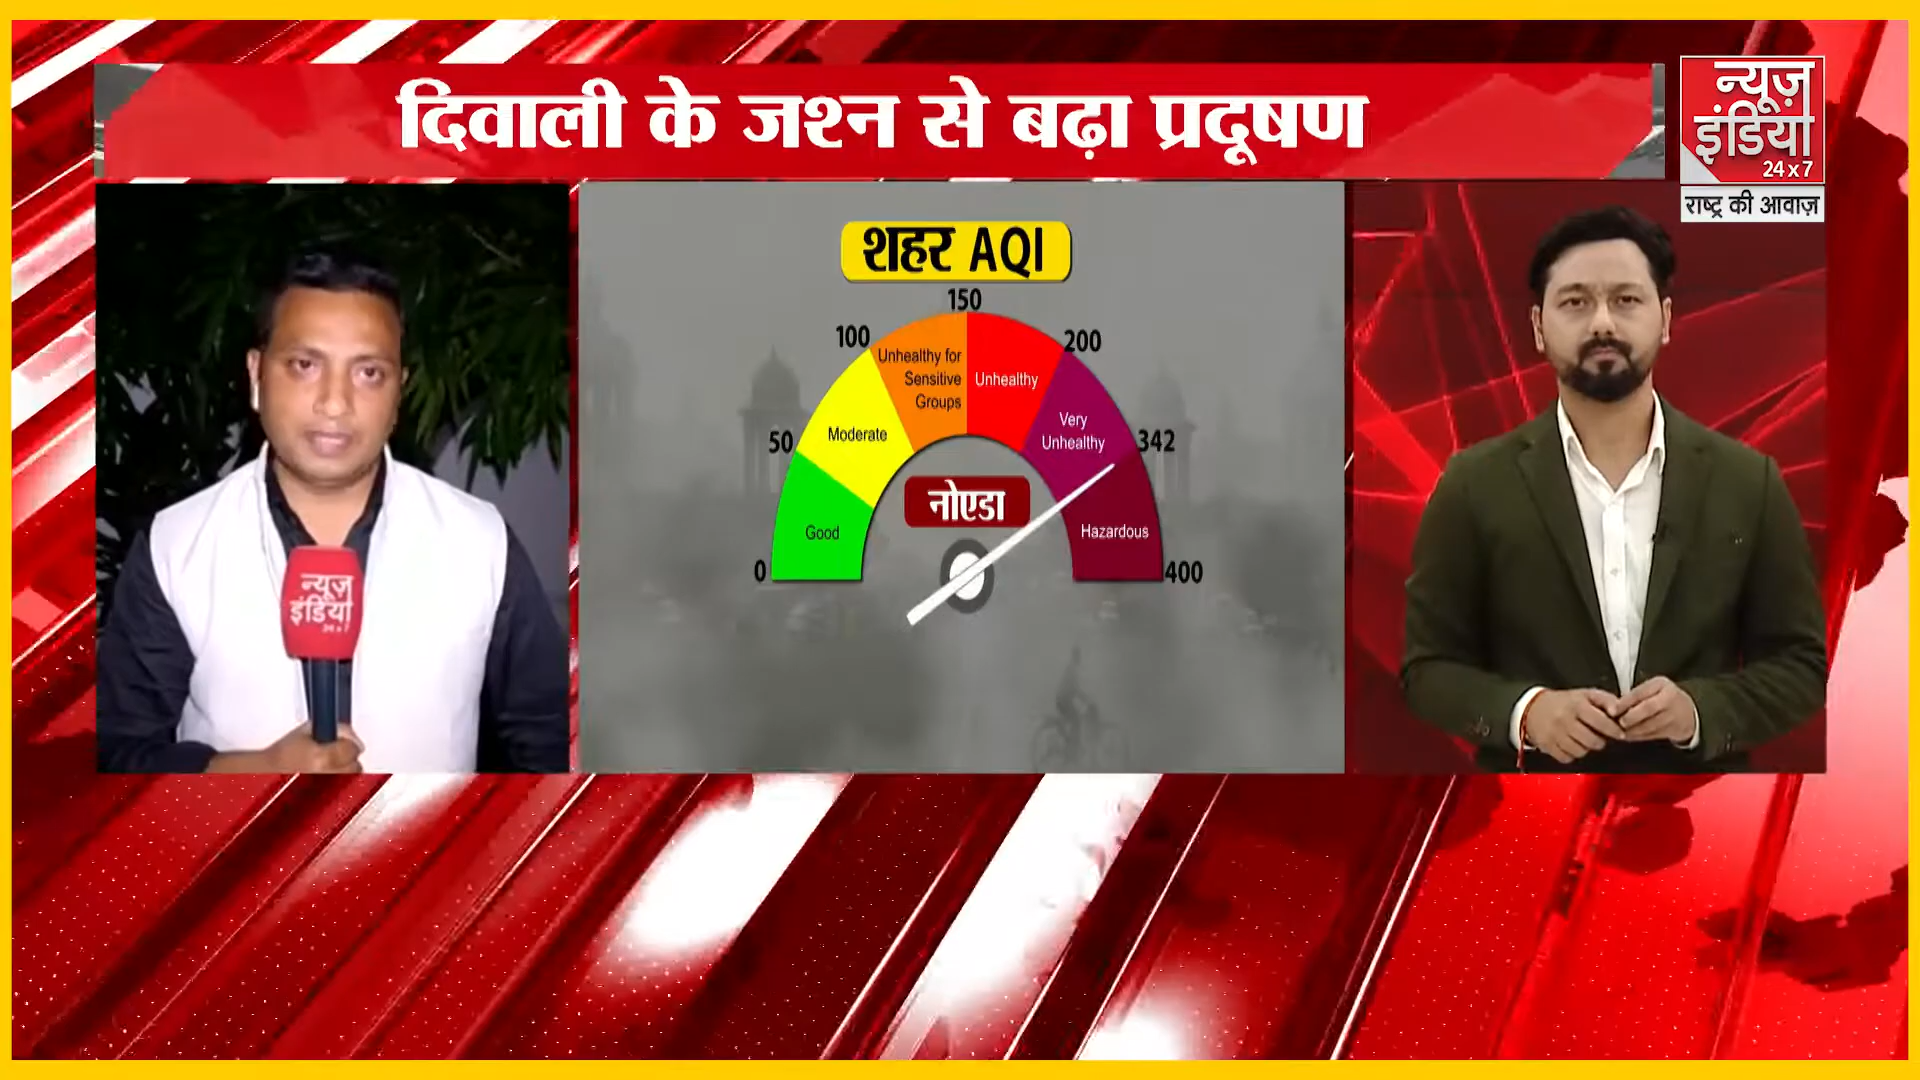 दिवाली के जश्न से बढ़ा प्रदूषण
न्यूज़
इंडिया
24x7
राष्ट्र की आवाज़
शहर AQI
150
100
200
Unhealthy for
Sensitive
Groups
Unhealthy
Moderate
Very
Unhealthy
50
342
नोएडा
Good
Hazardous
0
400
न्यूज़
इंडिया
24x7